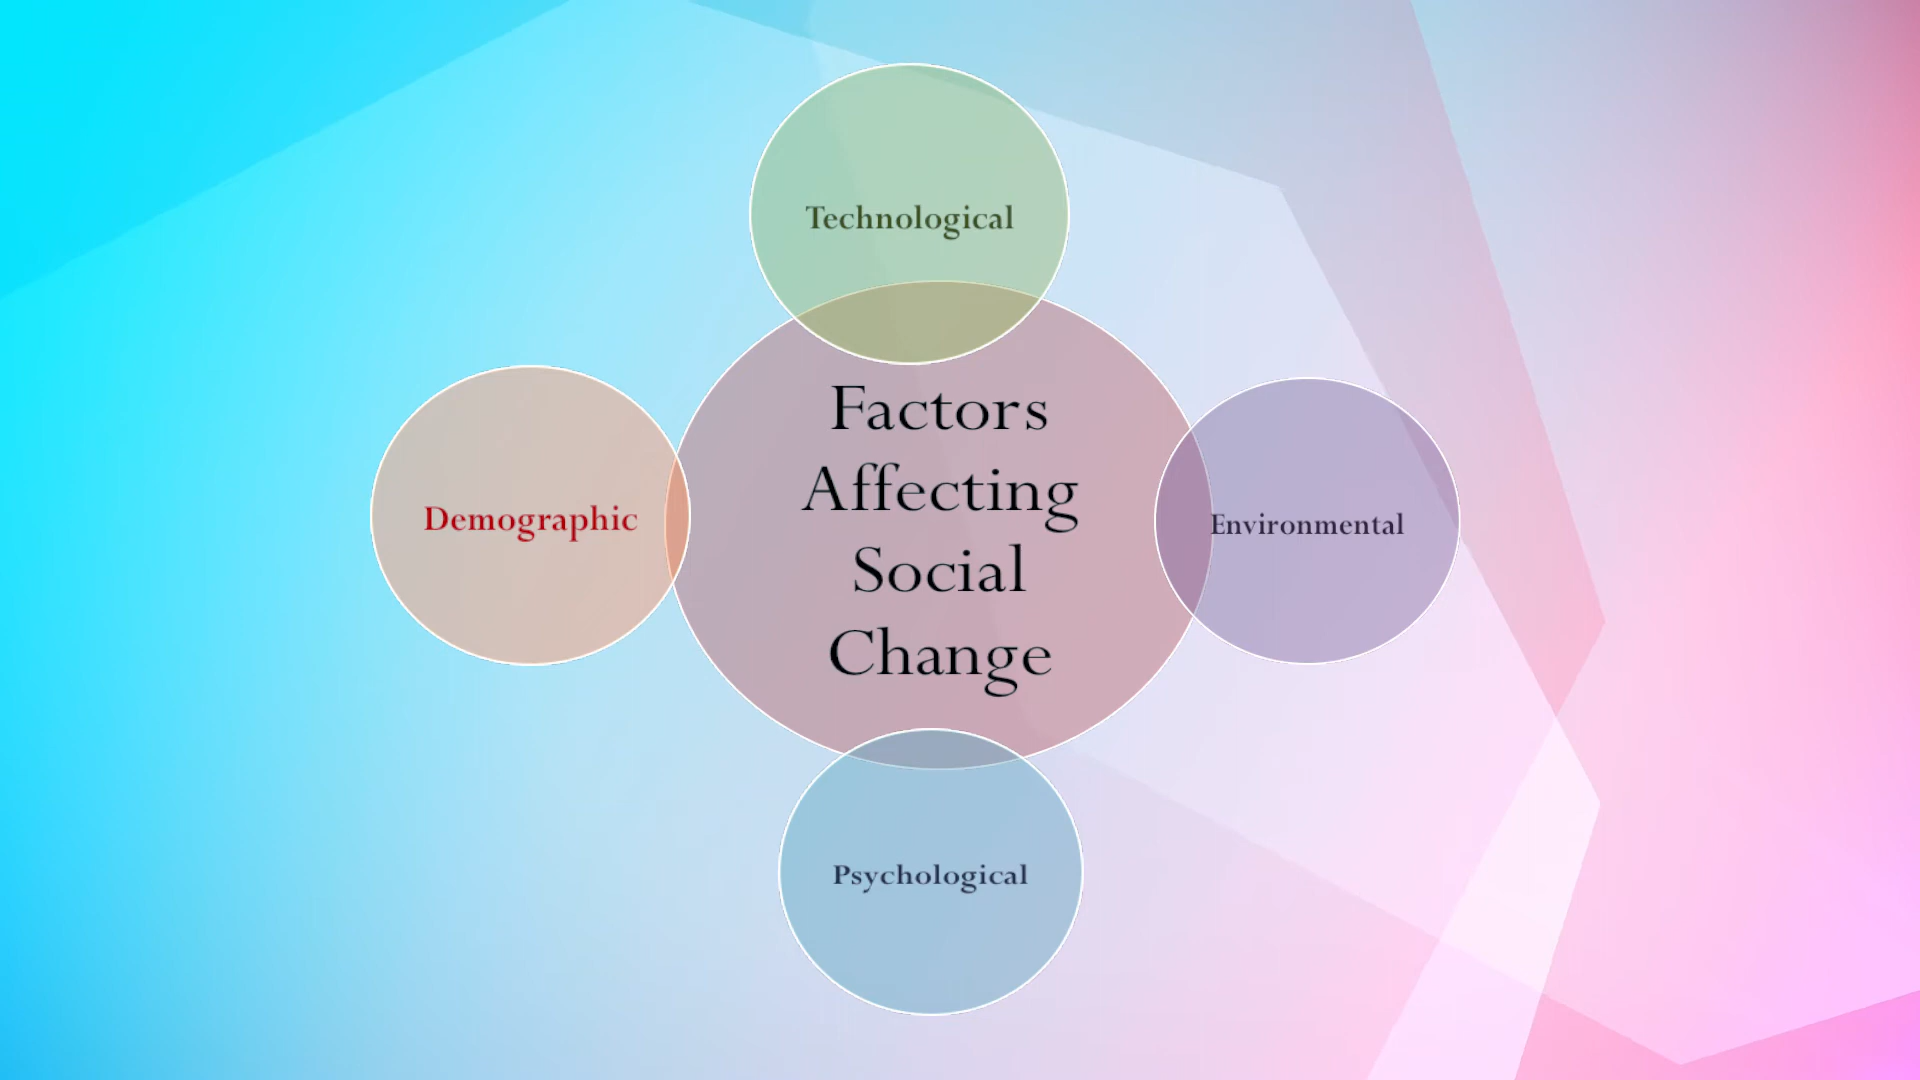 Technological
Factors
Affecting
Social
Change
Demographic
Environmental
Psychological